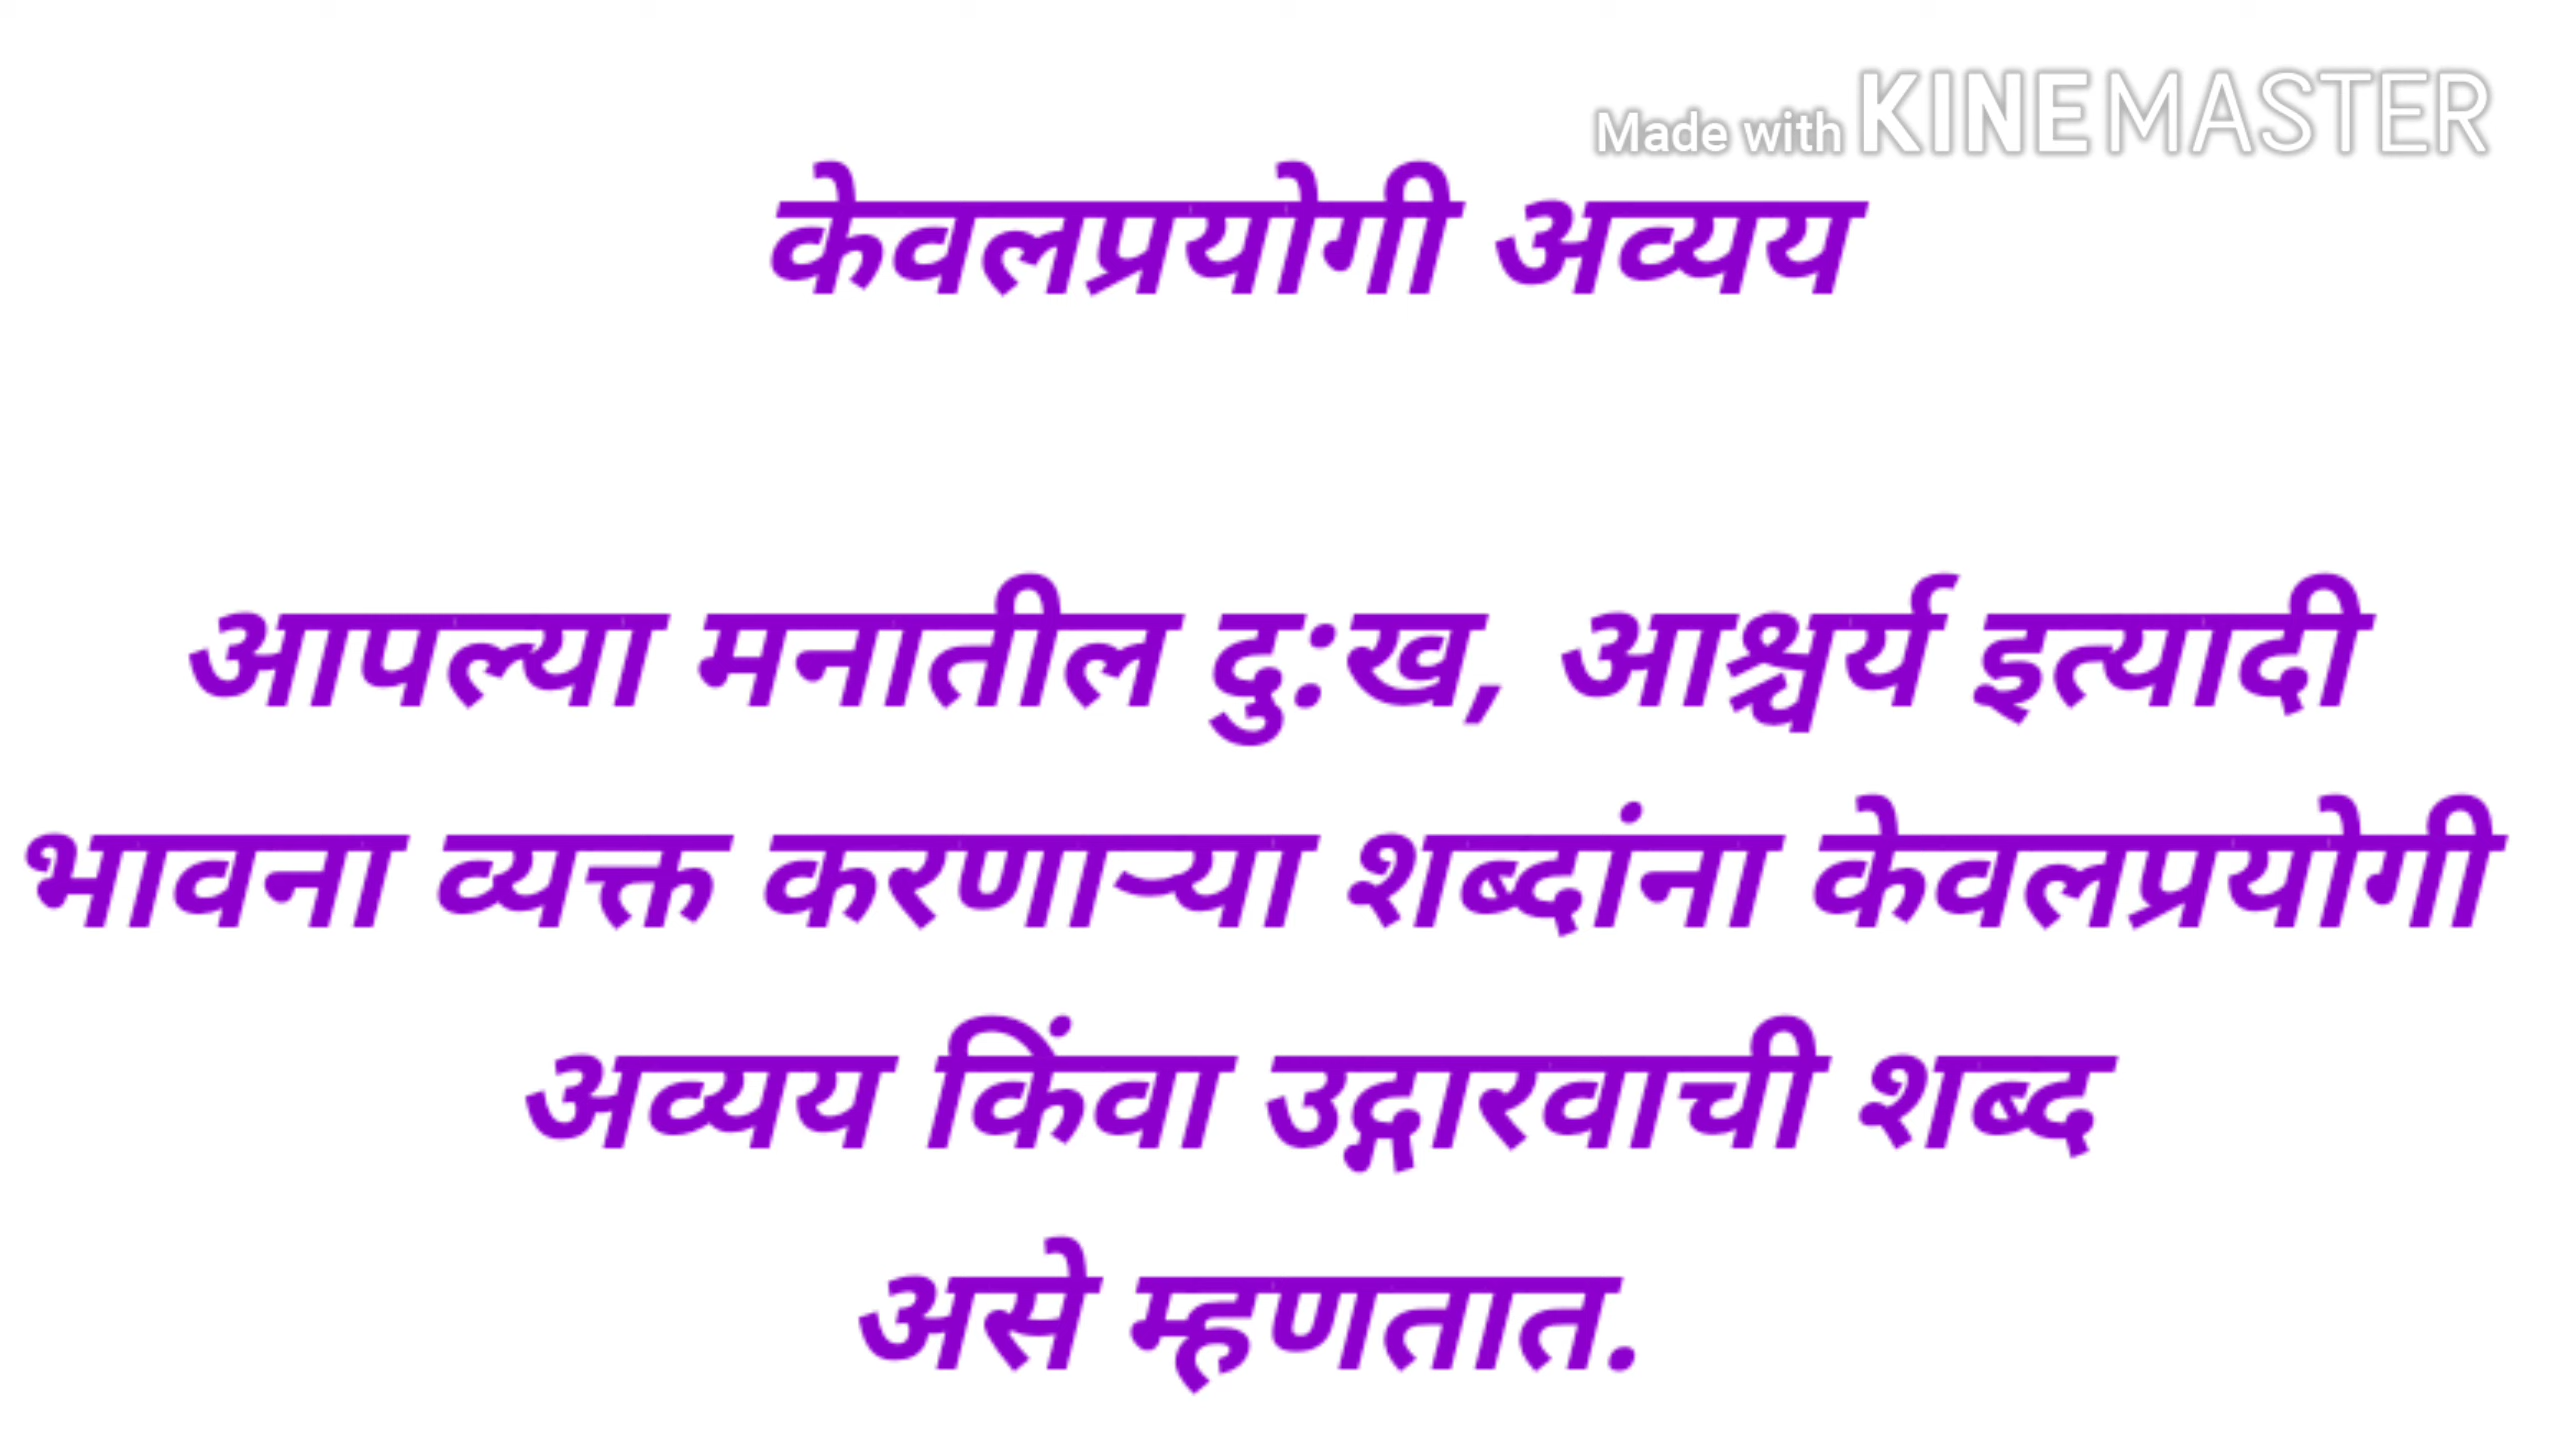 Made with KINEMASTER
केवलप्रयोगी अव्यय
आपल्या मनातील दु:ख, आश्चर्य इत्यादी
भावना व्यक्त करणाऱ्या शब्दांना केवलप्रयोगी
अव्यय किंवा उद्गारवाची शब्द
असे म्हणतात.